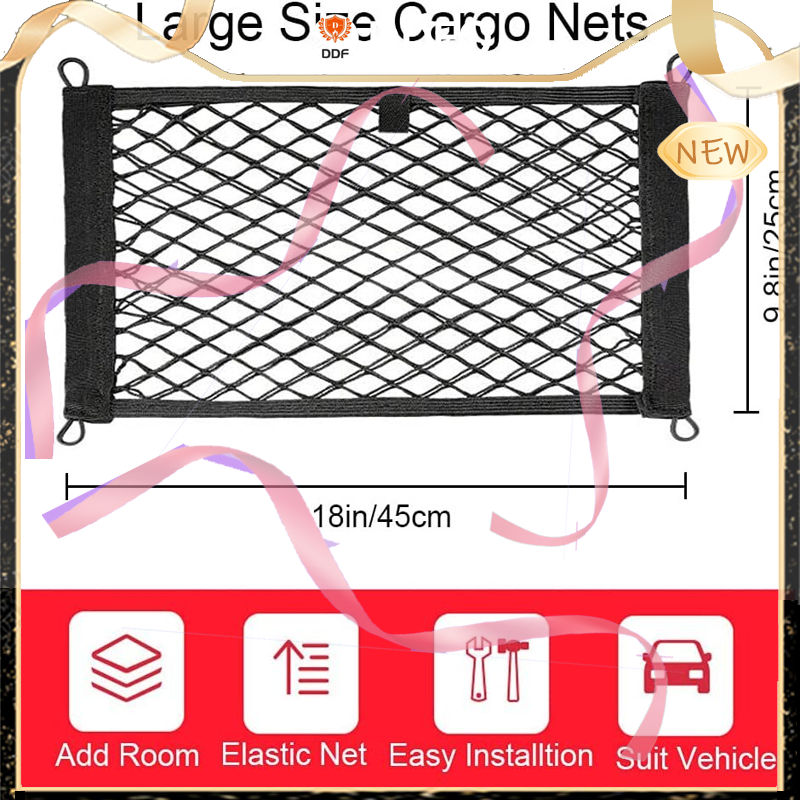 Large Size Cargo Nets
DDF
NEW
9.8in/25cm
18in/45cm
Add Room Elastic Net Easy Installtion Suit Vehicle